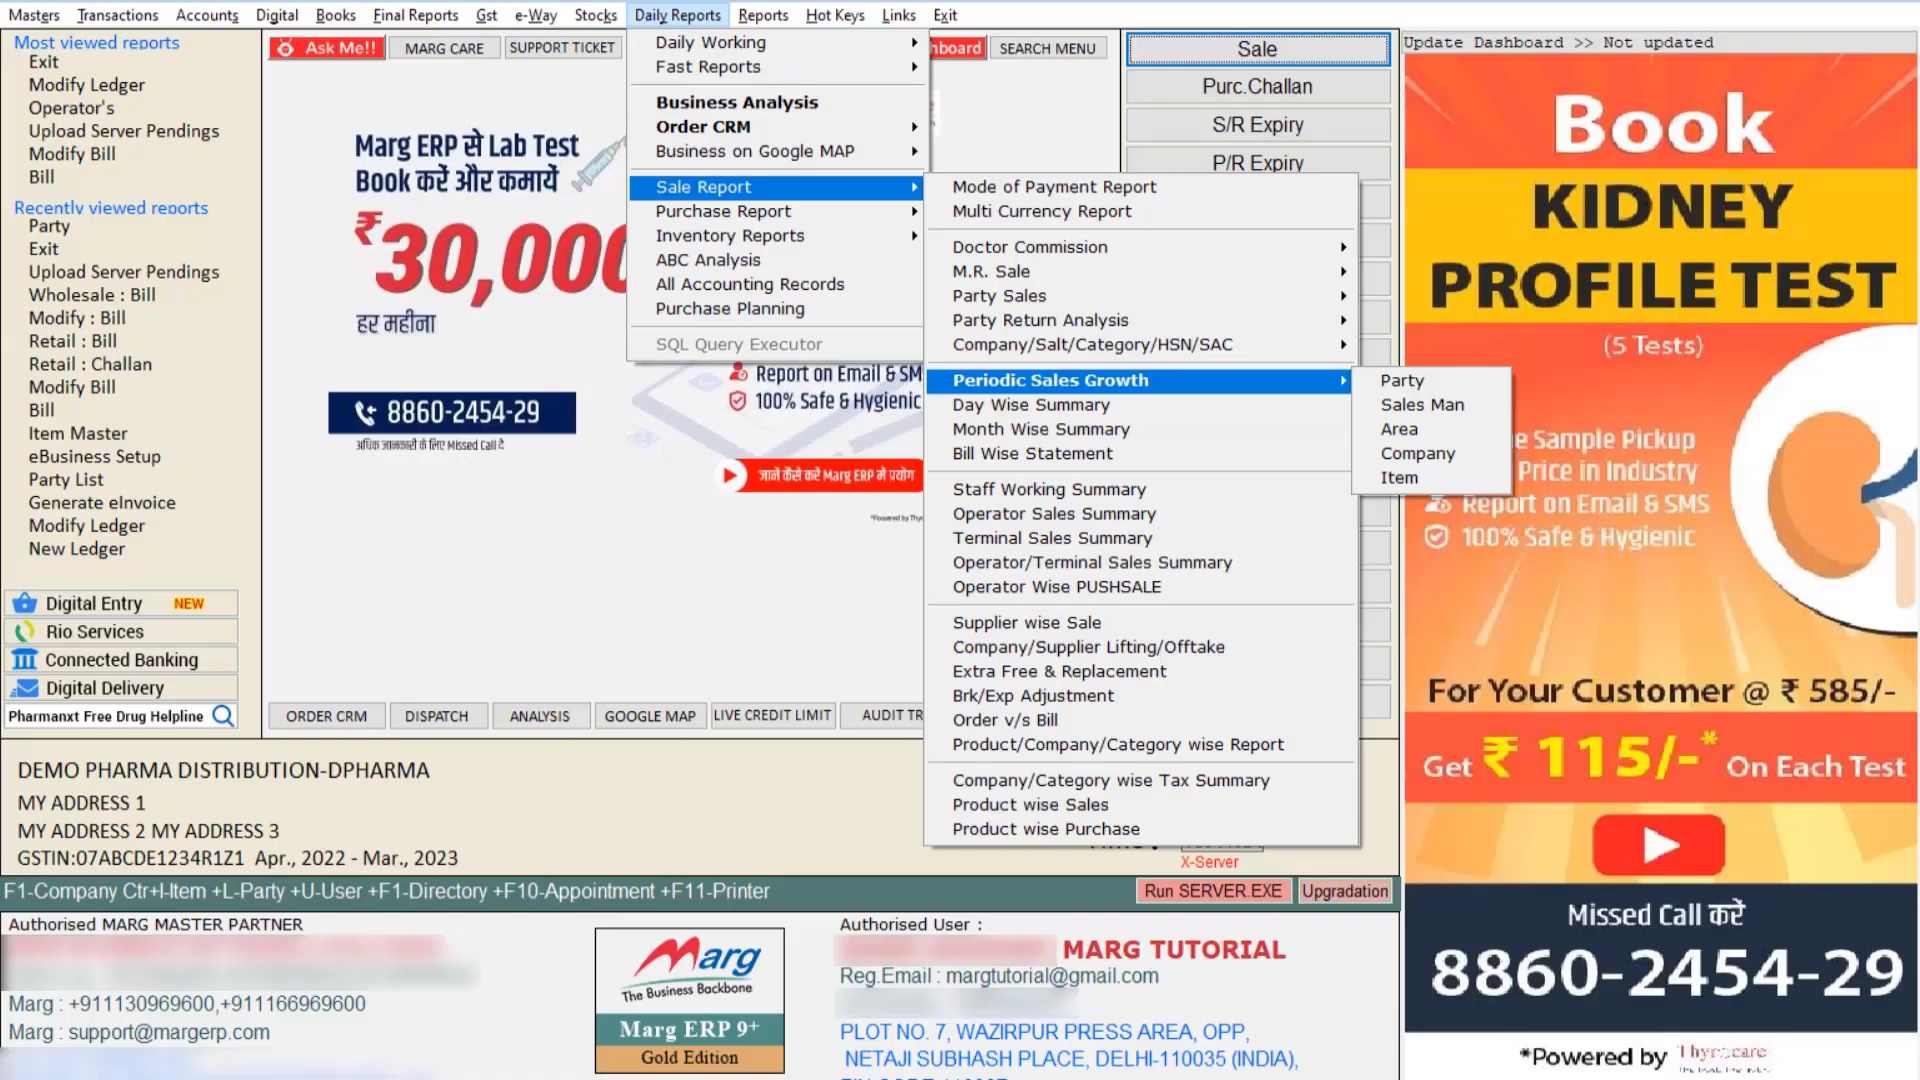 Masters Transactions Accounts Digital Books Final Reports Gst e-Way Stocks Daily Reports Reports Hot Keys Links Exit
Most viewed reports
Exit
Modify Ledger
Operator's
Upload Server Pendings
Modify Bill
Bill
Recently viewed reports
Party
Exit
Upload Server Pendings
Wholesale : Bill
Modify : Bill
Retail : Bill
Retail : Challan
Modify Bill
Bill
Item Master
eBusiness Setup
Party List
Generate eInvoice
Modify Ledger
New Ledger
Digital Entry NEW
Rio Services
Connected Banking
Digital Delivery
Pharmanxt Free Drug Helpline
Ask Me!! MARG CARE SUPPORT TICKET
hboard SEARCH MENU
Marg ERP से Lab Test
Book करें और कमायें
₹30,000
हर महीना
8860-2454-29
अधिक जानकारी के लिए Missed Call दें
Report on Email & SM
100% Safe & Hygienic
जानें कैसे करें Marg ERP में प्रयोग
*Powered by Thyr
ORDER CRM DISPATCH ANALYSIS GOOGLE MAP LIVE CREDIT LIMIT AUDIT TR
Daily Working
Fast Reports
Business Analysis
Order CRM
Business on Google MAP
Sale Report
Purchase Report
Inventory Reports
ABC Analysis
All Accounting Records
Purchase Planning
SQL Query Executor
Mode of Payment Report
Multi Currency Report
Doctor Commission
M.R. Sale
Party Sales
Party Return Analysis
Company/Salt/Category/HSN/SAC
Periodic Sales Growth
Day Wise Summary
Month Wise Summary
Bill Wise Statement
Staff Working Summary
Operator Sales Summary
Terminal Sales Summary
Operator/Terminal Sales Summary
Operator Wise PUSHSALE
Supplier wise Sale
Company/Supplier Lifting/Offtake
Extra Free & Replacement
Brk/Exp Adjustment
Order v/s Bill
Product/Company/Category wise Report
Company/Category wise Tax Summary
Product wise Sales
Product wise Purchase
Party
Sales Man
Area
Company
Item
Sale
Purc.Challan
S/R Expiry
P/R Expiry
Update Dashboard >> Not updated
Book
KIDNEY
PROFILE TEST
(5 Tests)
e Sample Pickup
Price in Industry
Report on Email & SMS
100% Safe & Hygienic
For Your Customer @ ₹ 585/-
Get ₹ 115/-* On Each Test
Missed Call करें
8860-2454-29
*Powered by Thyrocare
DEMO PHARMA DISTRIBUTION-DPHARMA
MY ADDRESS 1
MY ADDRESS 2 MY ADDRESS 3
GSTIN:07ABCDE1234R1Z1 Apr., 2022 - Mar., 2023
X-Server
F1-Company Ctr+I-Item +L-Party +U-User +F1-Directory +F10-Appointment +F11-Printer
Run SERVER.EXE Upgradation
Authorised MARG MASTER PARTNER
Marg : +911130969600,+911166969600
Marg : support@margerp.com
Marg
The Business Backbone
Marg ERP 9+
Gold Edition
Authorised User :
MARG TUTORIAL
Reg.Email : margtutorial@gmail.com
PLOT NO. 7, WAZIRPUR PRESS AREA, OPP,
NETAJI SUBHASH PLACE, DELHI-110035 (INDIA),